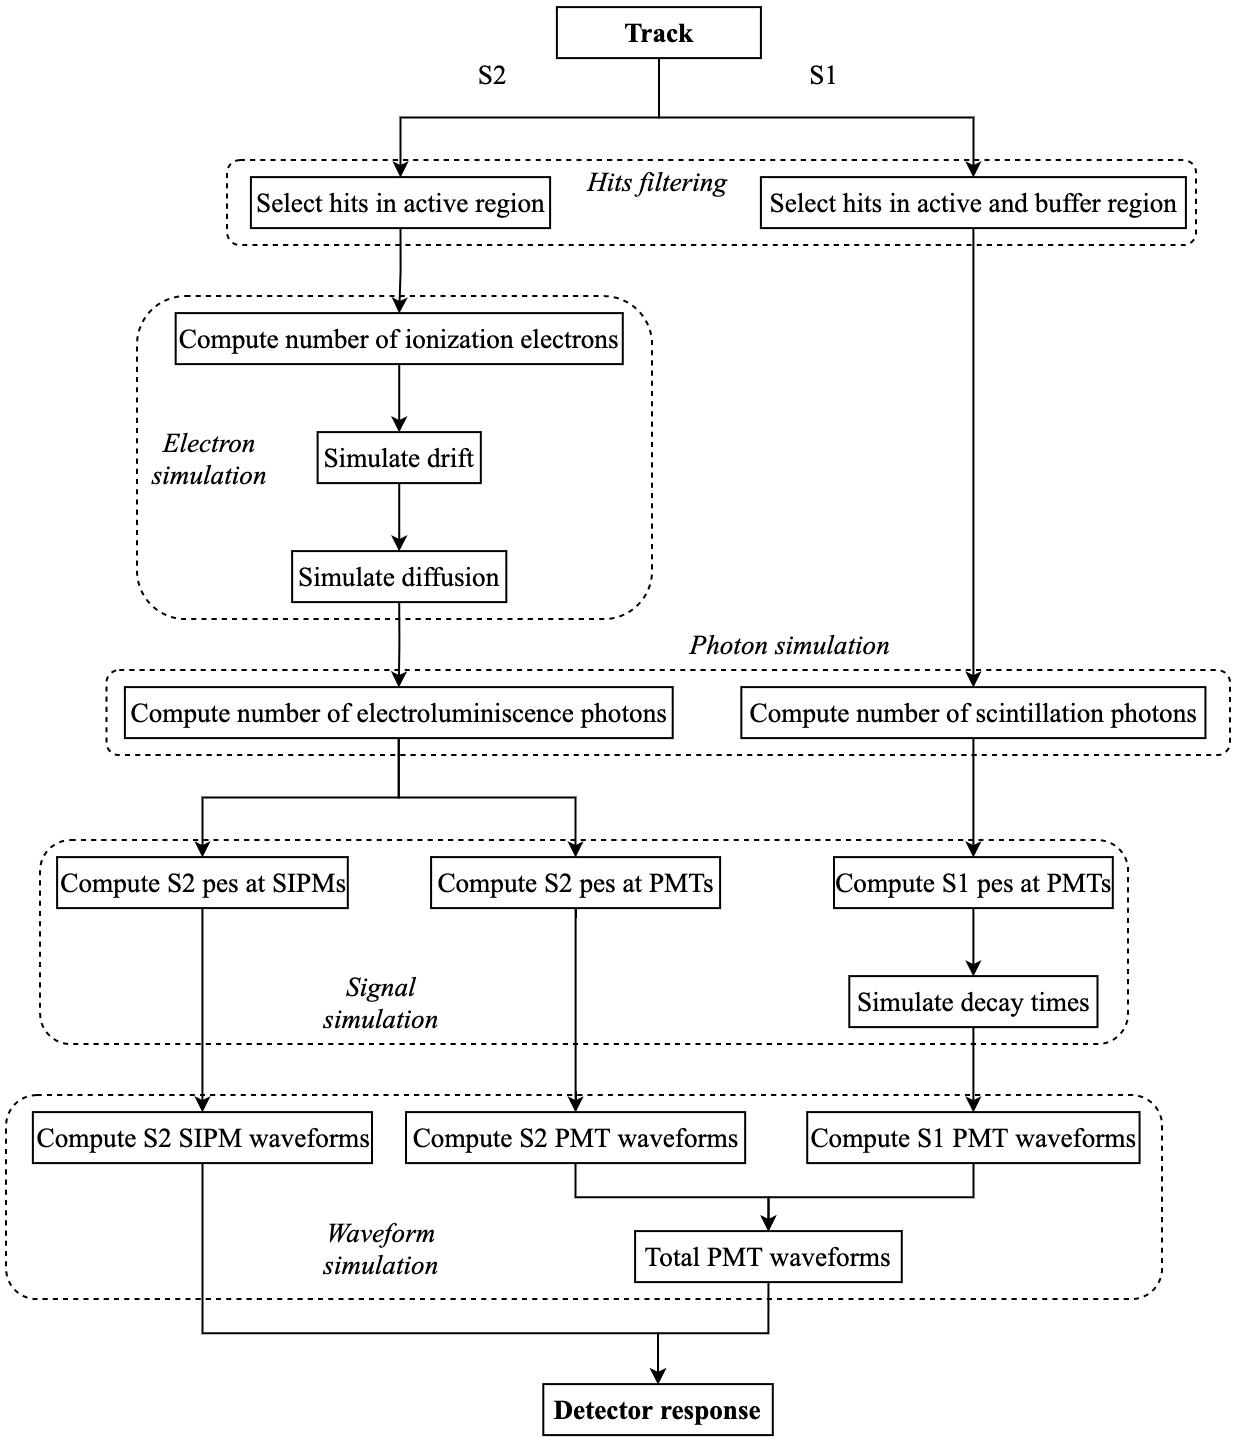 Track
S2
S1
Hits filtering
Select hits in active region
Select hits in active and buffer region
Compute number of ionization electrons
Electron
simulation
Simulate drift
Simulate diffusion
Photon simulation
Compute number of electroluminiscence photons
Compute number of scintillation photons
Compute S2 pes at SIPMs
Compute S2 pes at PMTs
Compute S1 pes at PMTs
Signal
simulation
Simulate decay times
Compute S2 SIPM waveforms
Compute S2 PMT waveforms
Compute S1 PMT waveforms
Waveform
simulation
Total PMT waveforms
Detector response